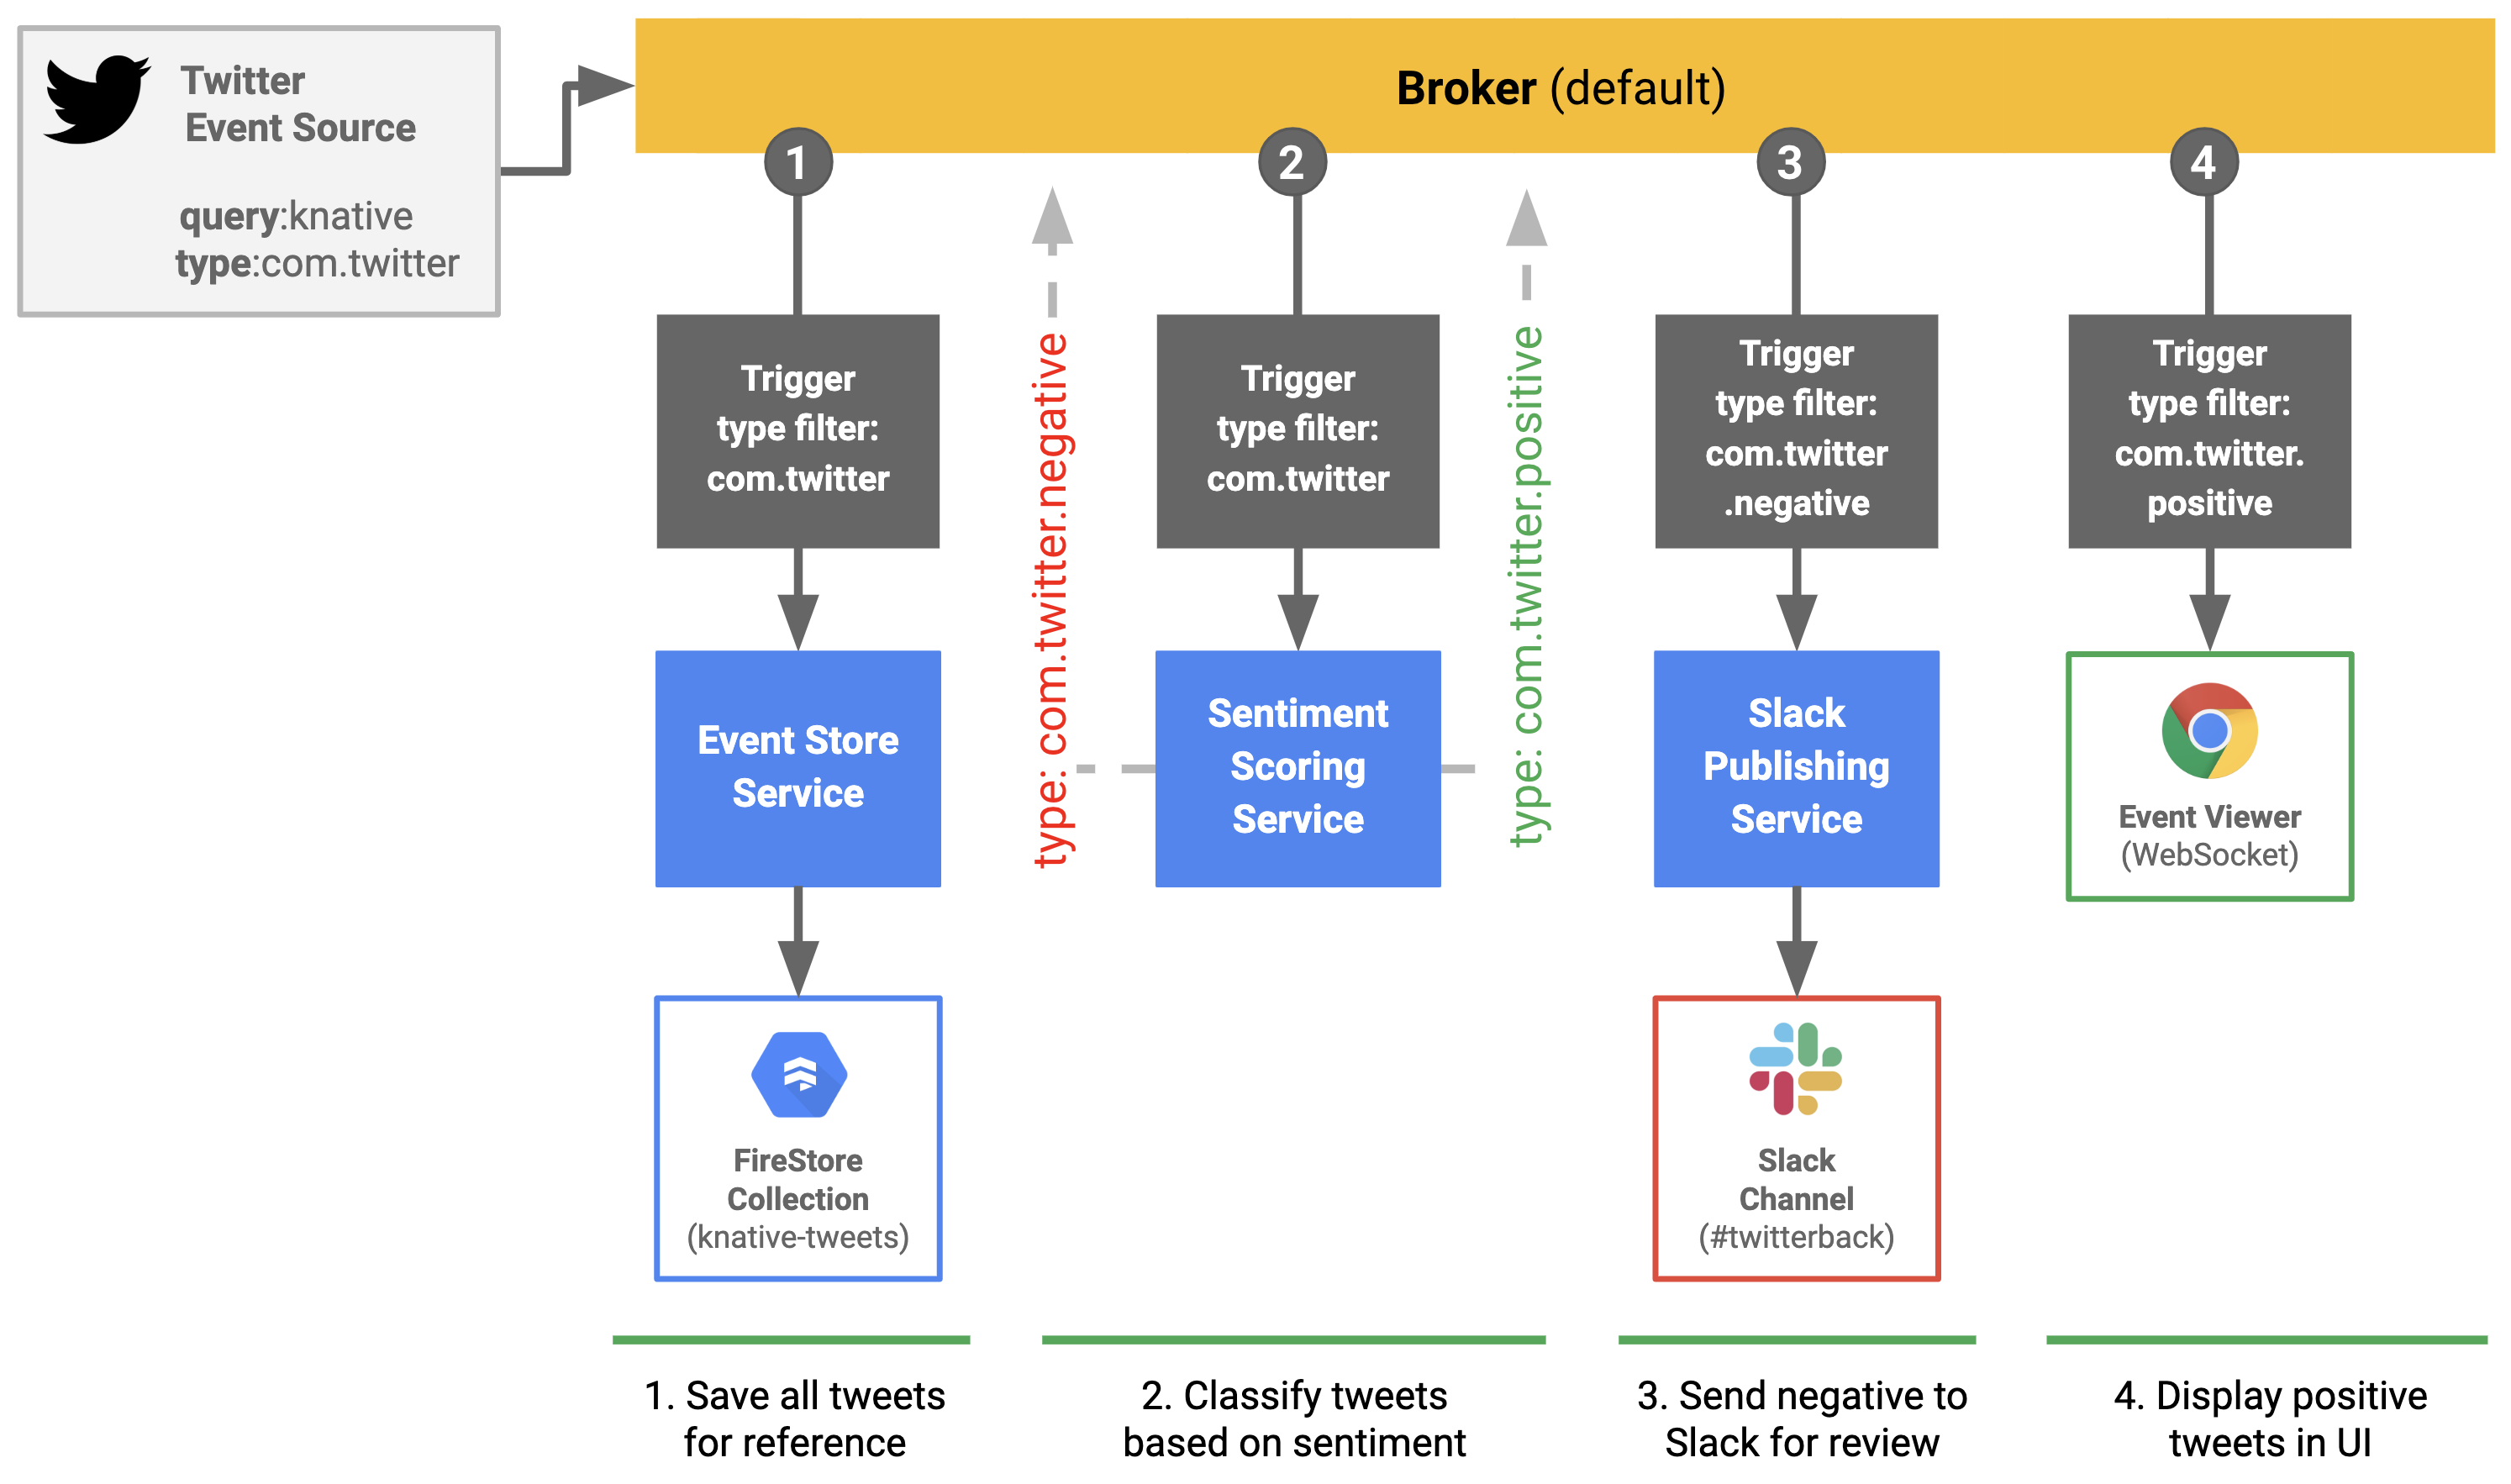 Twitter
Event Source
query:knative
type:com.twitter
Broker (default)
1
2
3
4
Trigger
type filter:
com.twitter
type: com.twitter.negative
Trigger
type filter:
com.twitter
type: com.twitter.positive
Trigger
type filter:
com.twitter
.negative
Trigger
type filter:
com.twitter.
positive
Event Store
Service
Sentiment
Scoring
Service
Slack
Publishing
Service
Event Viewer
(WebSocket)
FireStore
Collection
(knative-tweets)
Slack
Channel
(#twitterback)
1. Save all tweets
for reference
2. Classify tweets
based on sentiment
3. Send negative to
Slack for review
4. Display positive
tweets in UI